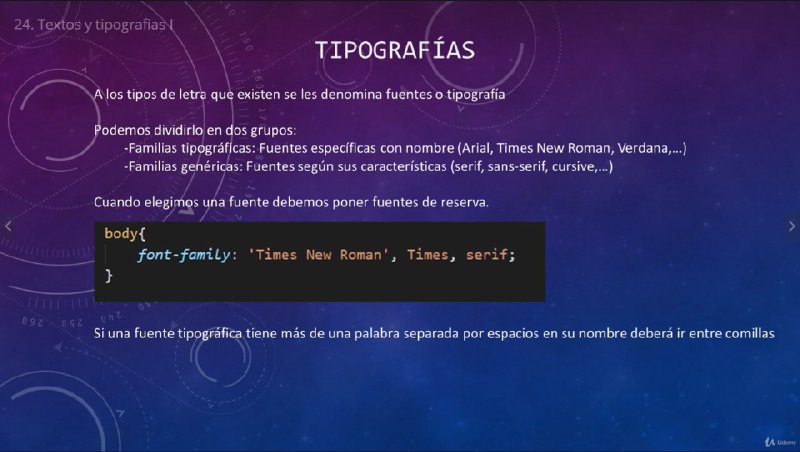 24. Textos y tipografías I
TIPOGRAFÍAS
A los tipos de letra que existen se les denomina fuentes o tipografía
Podemos dividirlo en dos grupos:
-Familias tipográficas: Fuentes específicas con nombre (Arial, Times New Roman, Verdana,...)
-Familias genéricas: Fuentes según sus características (serif, sans-serif, cursive,...)
Cuando elegimos una fuente debemos poner fuentes de reserva.
body{
font-family: 'Times New Roman', Times, serif;
}
Si una fuente tipográfica tiene más de una palabra separada por espacios en su nombre deberá ir entre comillas
Udemy